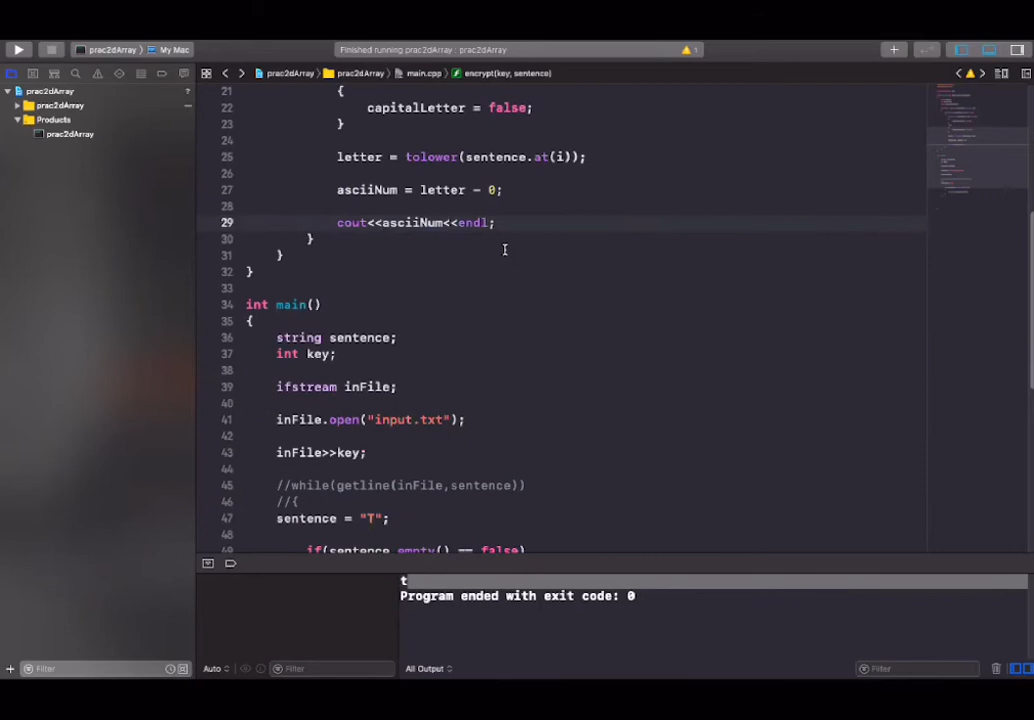 prac2dArray
My Mac
Finished running prac2dArray : prac2dArray
1
prac2dArray
prac2dArray
main.cpp
encrypt(key, sentence)
prac2dArray
?
prac2dArray
Products
prac2dArray
21 {
22 capitalLetter = false;
23 }
24
25 letter = tolower(sentence.at(i));
26
27 asciiNum = letter - 0;
28
29 cout<<asciiNum<<endl;
30 }
31 }
32 }
33
34 int main()
35 {
36 string sentence;
37 int key;
38
39 ifstream inFile;
40
41 inFile.open("input.txt");
42
43 inFile>>key;
44
45 //while(getline(inFile,sentence))
46 //{
47 sentence = "T";
48
49 if(sentence.empty() == false)
t
Program ended with exit code: 0
Filter
Auto
Filter
All Output
Filter